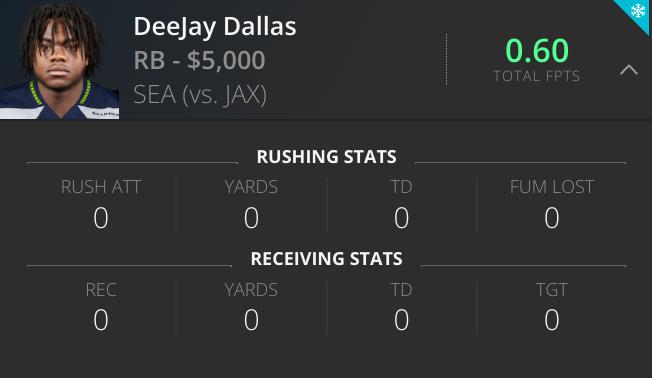 DeeJay Dallas
RB - $5,000
SEA (vs. JAX)
0.60
TOTAL FPTS
RUSHING STATS
RUSH ATT YARDS TD FUM LOST
0 0 0 0
RECEIVING STATS
REC YARDS TD TGT
0 0 0 0